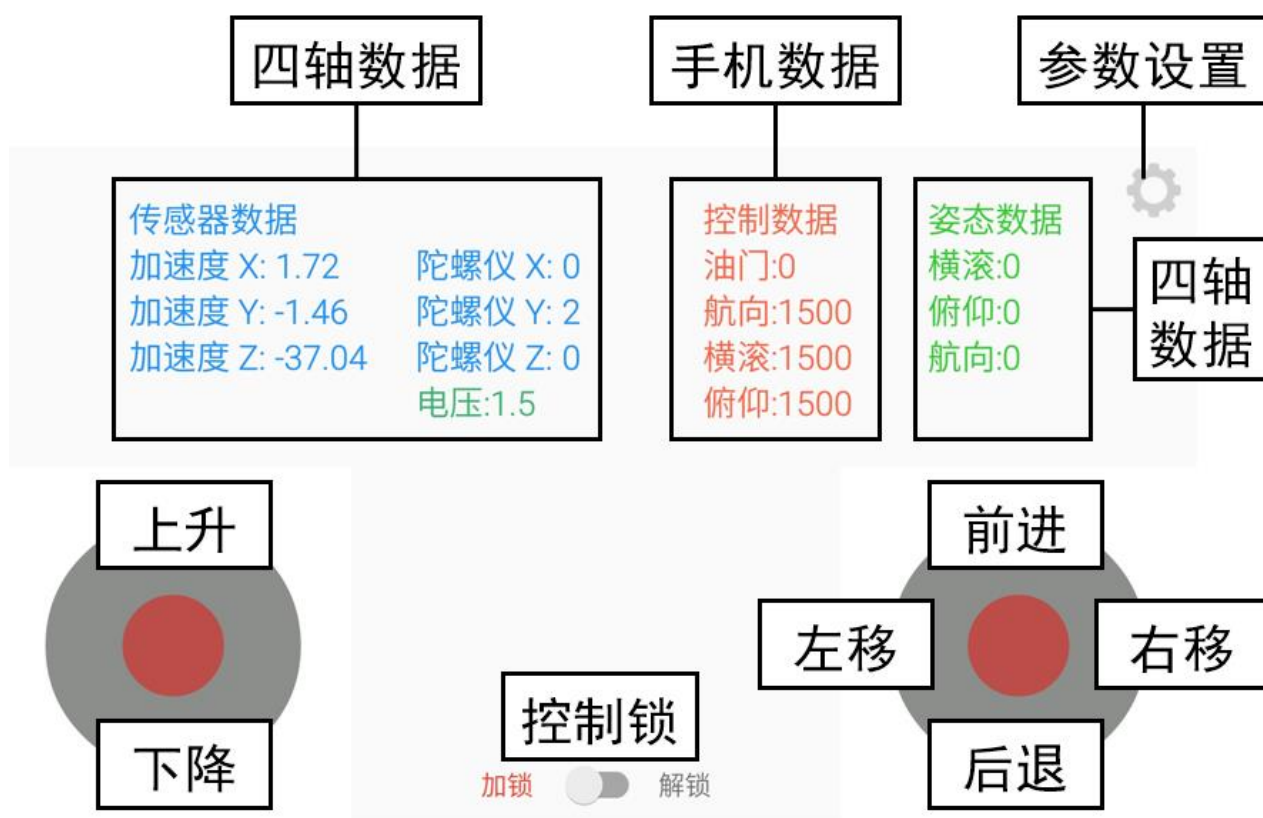 四轴数据
手机数据
参数设置
传感器数据
加速度 X: 1.72
陀螺仪 X: 0
加速度 Y: -1.46
陀螺仪 Y: 2
加速度 Z: -37.04
陀螺仪 Z: 0
电压:1.5
控制数据
油门:0
航向:1500
横滚:1500
俯仰:1500
姿态数据
横滚:0
俯仰:0
航向:0
四轴
数据
上升
下降
控制锁
加锁
解锁
前进
左移
右移
后退